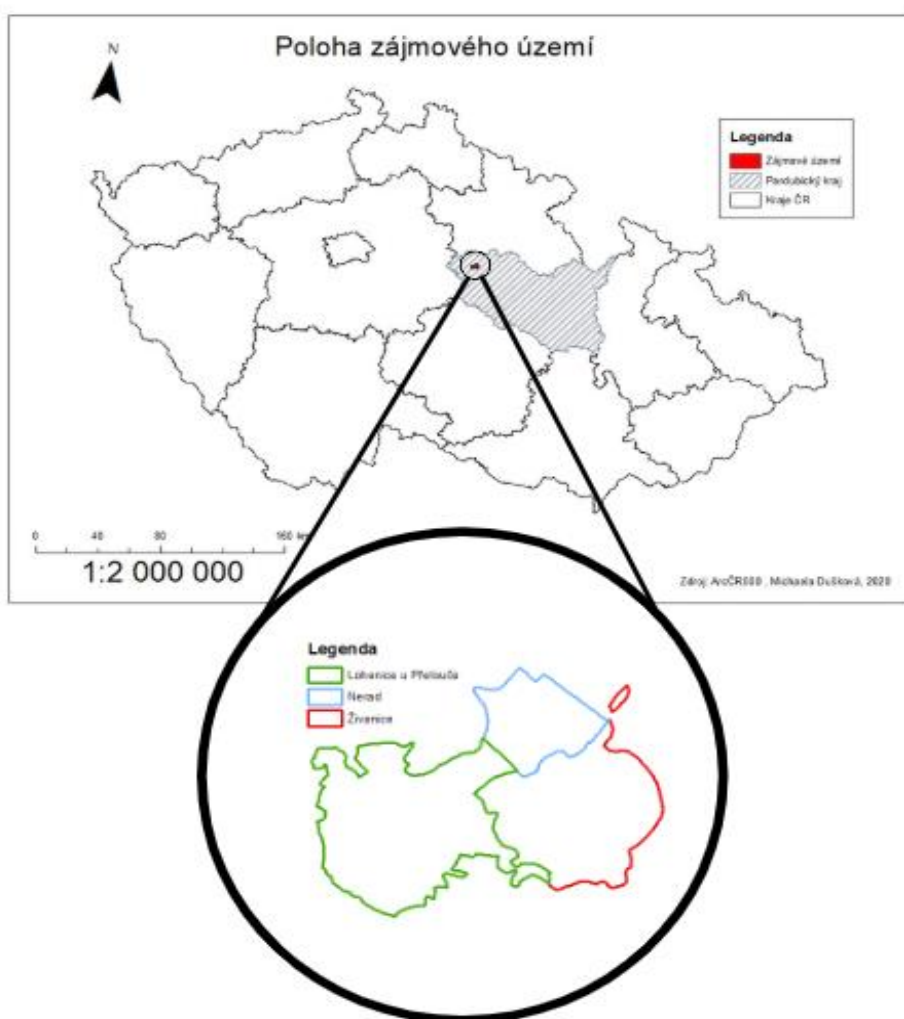 Poloha zájmového území
N
Legenda
Zájmové území
Pardubický kraj
Kraje ČR
0 40 80 160 km
1:2 000 000
Zdroj: ArcČR500 , Michaela Dušková, 2020
Legenda
Lohenice u Přelouče
Nerad
Živanice